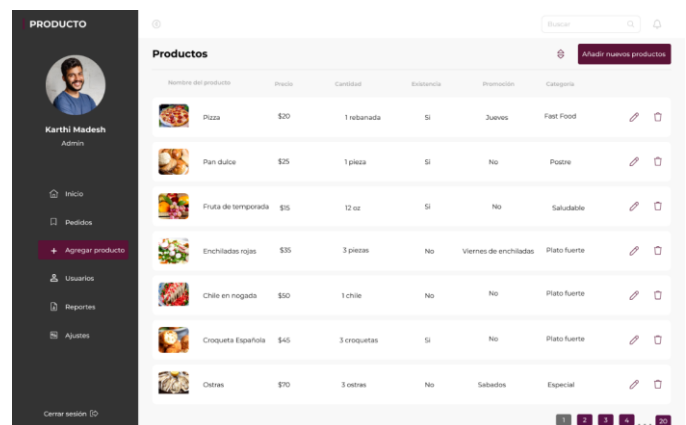 PRODUCTO
Buscar
Karthi Madesh
Admin
Inicio
Pedidos
+ Agregar producto
Usuarios
Reportes
Ajustes
Cerrar sesión
Productos
Añadir nuevos productos
Nombre del producto Precio Cantidad Existencia Promoción Categoria
Pizza $20 1 rebanada Si Jueves Fast Food
Pan dulce $25 1 pieza Si No Postre
Fruta de temporada $15 12 oz Si No Saludable
Enchiladas rojas $35 3 piezas No Viernes de enchiladas Plato fuerte
Chile en nogada $50 1 chile No No Plato fuerte
Croqueta Española $45 3 croquetas Si No Plato fuerte
Ostras $70 3 ostras No Sabados Especial
1 2 3 4 ... 20